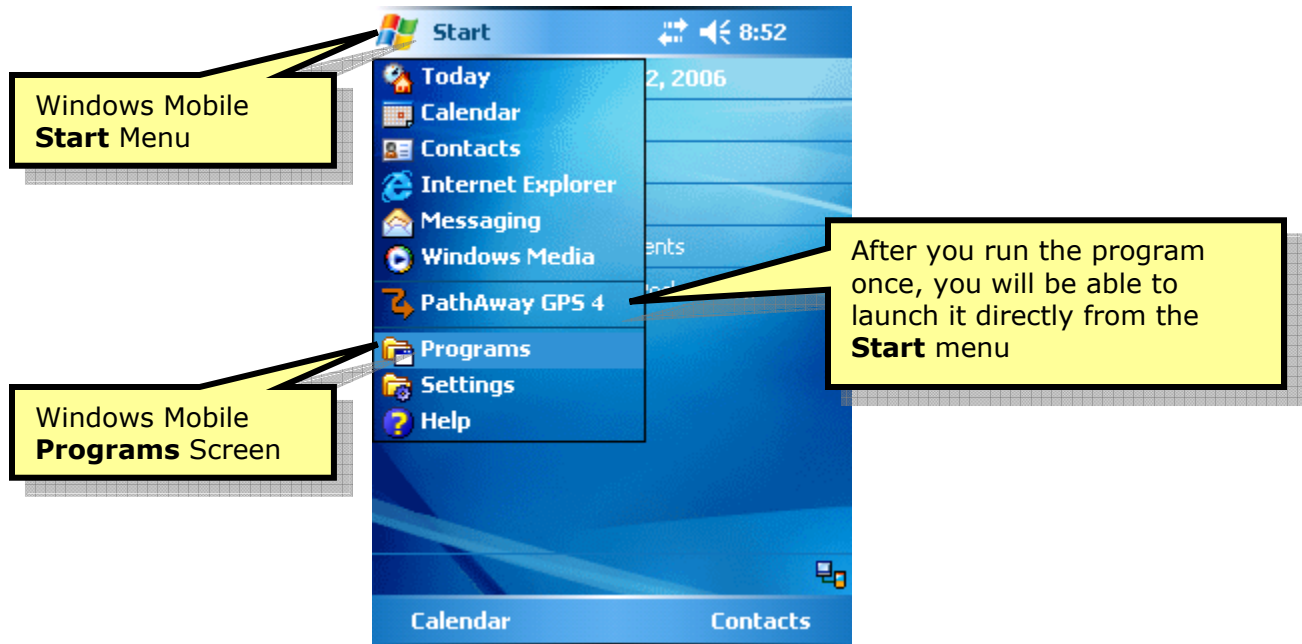 Start 8:52
Windows Mobile
Start Menu
Today
2, 2006
Calendar
Contacts
Internet Explorer
Messaging
Windows Media
ents
PathAway GPS 4
After you run the program
once, you will be able to
launch it directly from the
Start menu
Programs
Settings
Help
Windows Mobile
Programs Screen
Calendar Contacts